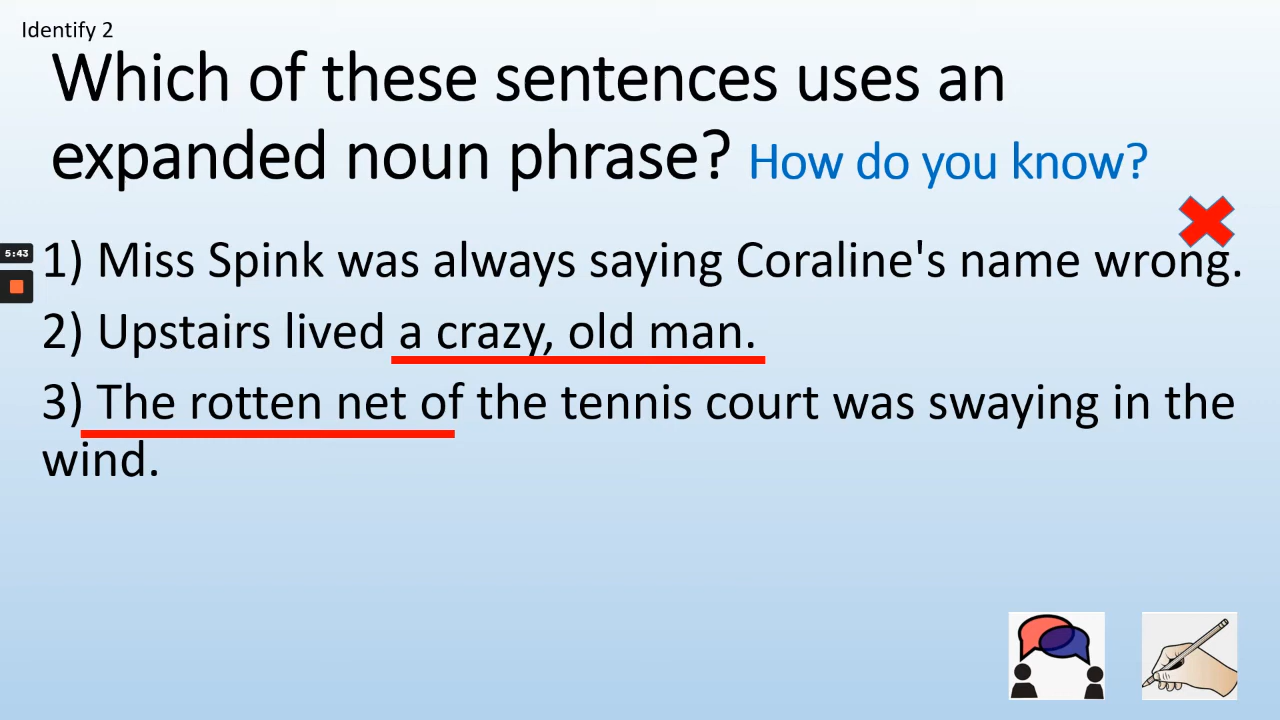 Identify 2
Which of these sentences uses an
expanded noun phrase? How do you know?
5:43
1) Miss Spink was always saying Coraline's name wrong.
2) Upstairs lived a crazy, old man.
3) The rotten net of the tennis court was swaying in the
wind.